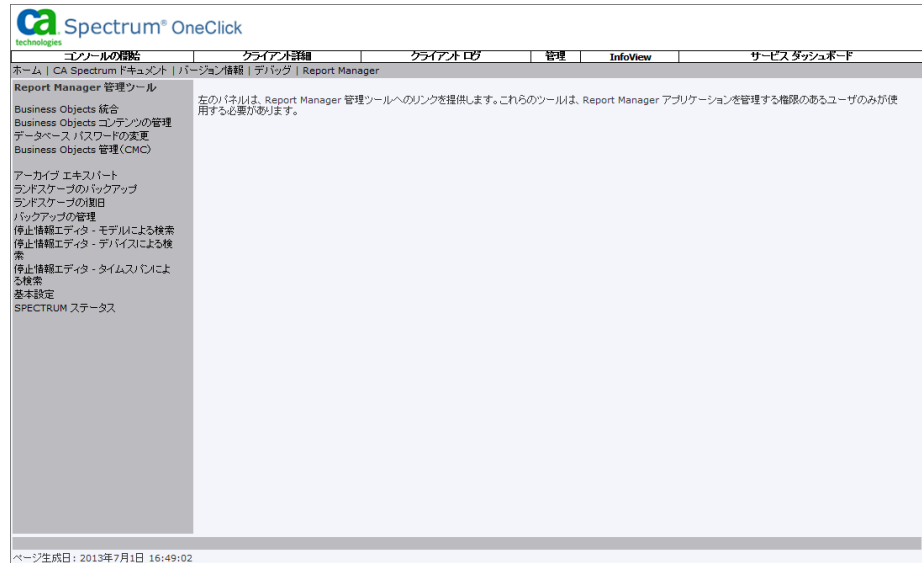 ca
technologies
Spectrum® OneClick
コンソールの開始 クライアント詳細 クライアント ログ 管理 InfoView サービス ダッシュボード
ホーム | CA Spectrum ドキュメント | バージョン情報 | デバッグ | Report Manager
Report Manager 管理ツール
Business Objects 統合
Business Objects コンテンツの管理
データベース パスワードの変更
Business Objects 管理(CMC)
アーカイブ エキスパート
ランドスケープのバックアップ
ランドスケープの復旧
バックアップの管理
停止情報エディタ - モデルによる検索
停止情報エディタ - デバイスによる検
索
停止情報エディタ - タイムスパンによ
る検索
基本設定
SPECTRUM ステータス
左のパネルは、Report Manager 管理ツールへのリンクを提供します。これらのツールは、Report Manager アプリケーションを管理する権限のあるユーザのみが使
用する必要があります。
ページ生成日: 2013年7月1日 16:49:02